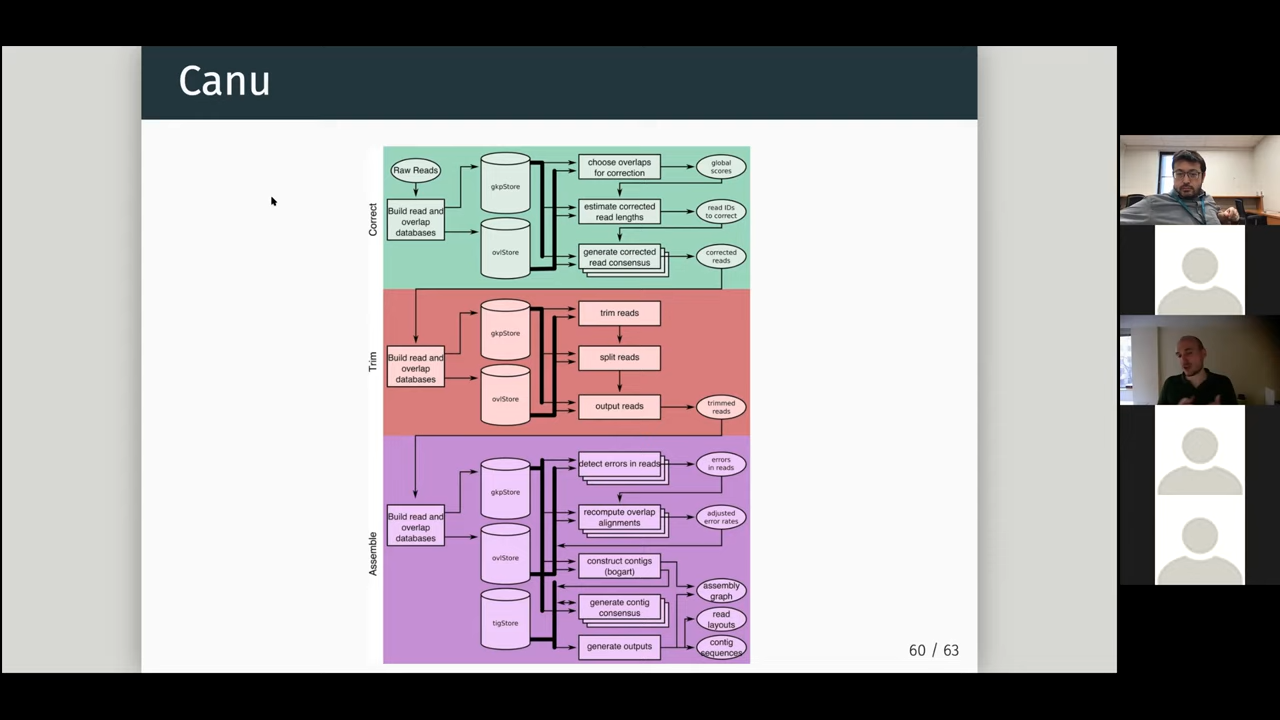 Canu
Correct
Raw Reads
Build read and
overlap
databases
gkpStore
ovlStore
choose overlaps
for correction
global
scores
estimate corrected
read lengths
read IDs
to correct
generate corrected
read consensus
corrected
reads
Trim
Build read and
overlap
databases
gkpStore
ovlStore
trim reads
split reads
output reads
trimmed
reads
Assemble
Build read and
overlap
databases
gkpStore
ovlStore
tigStore
detect errors in reads
errors
in reads
recompute overlap
alignments
adjusted
error rates
construct contigs
(bogart)
assembly
graph
generate contig
consensus
read
layouts
generate outputs
contig
sequences
60 / 63